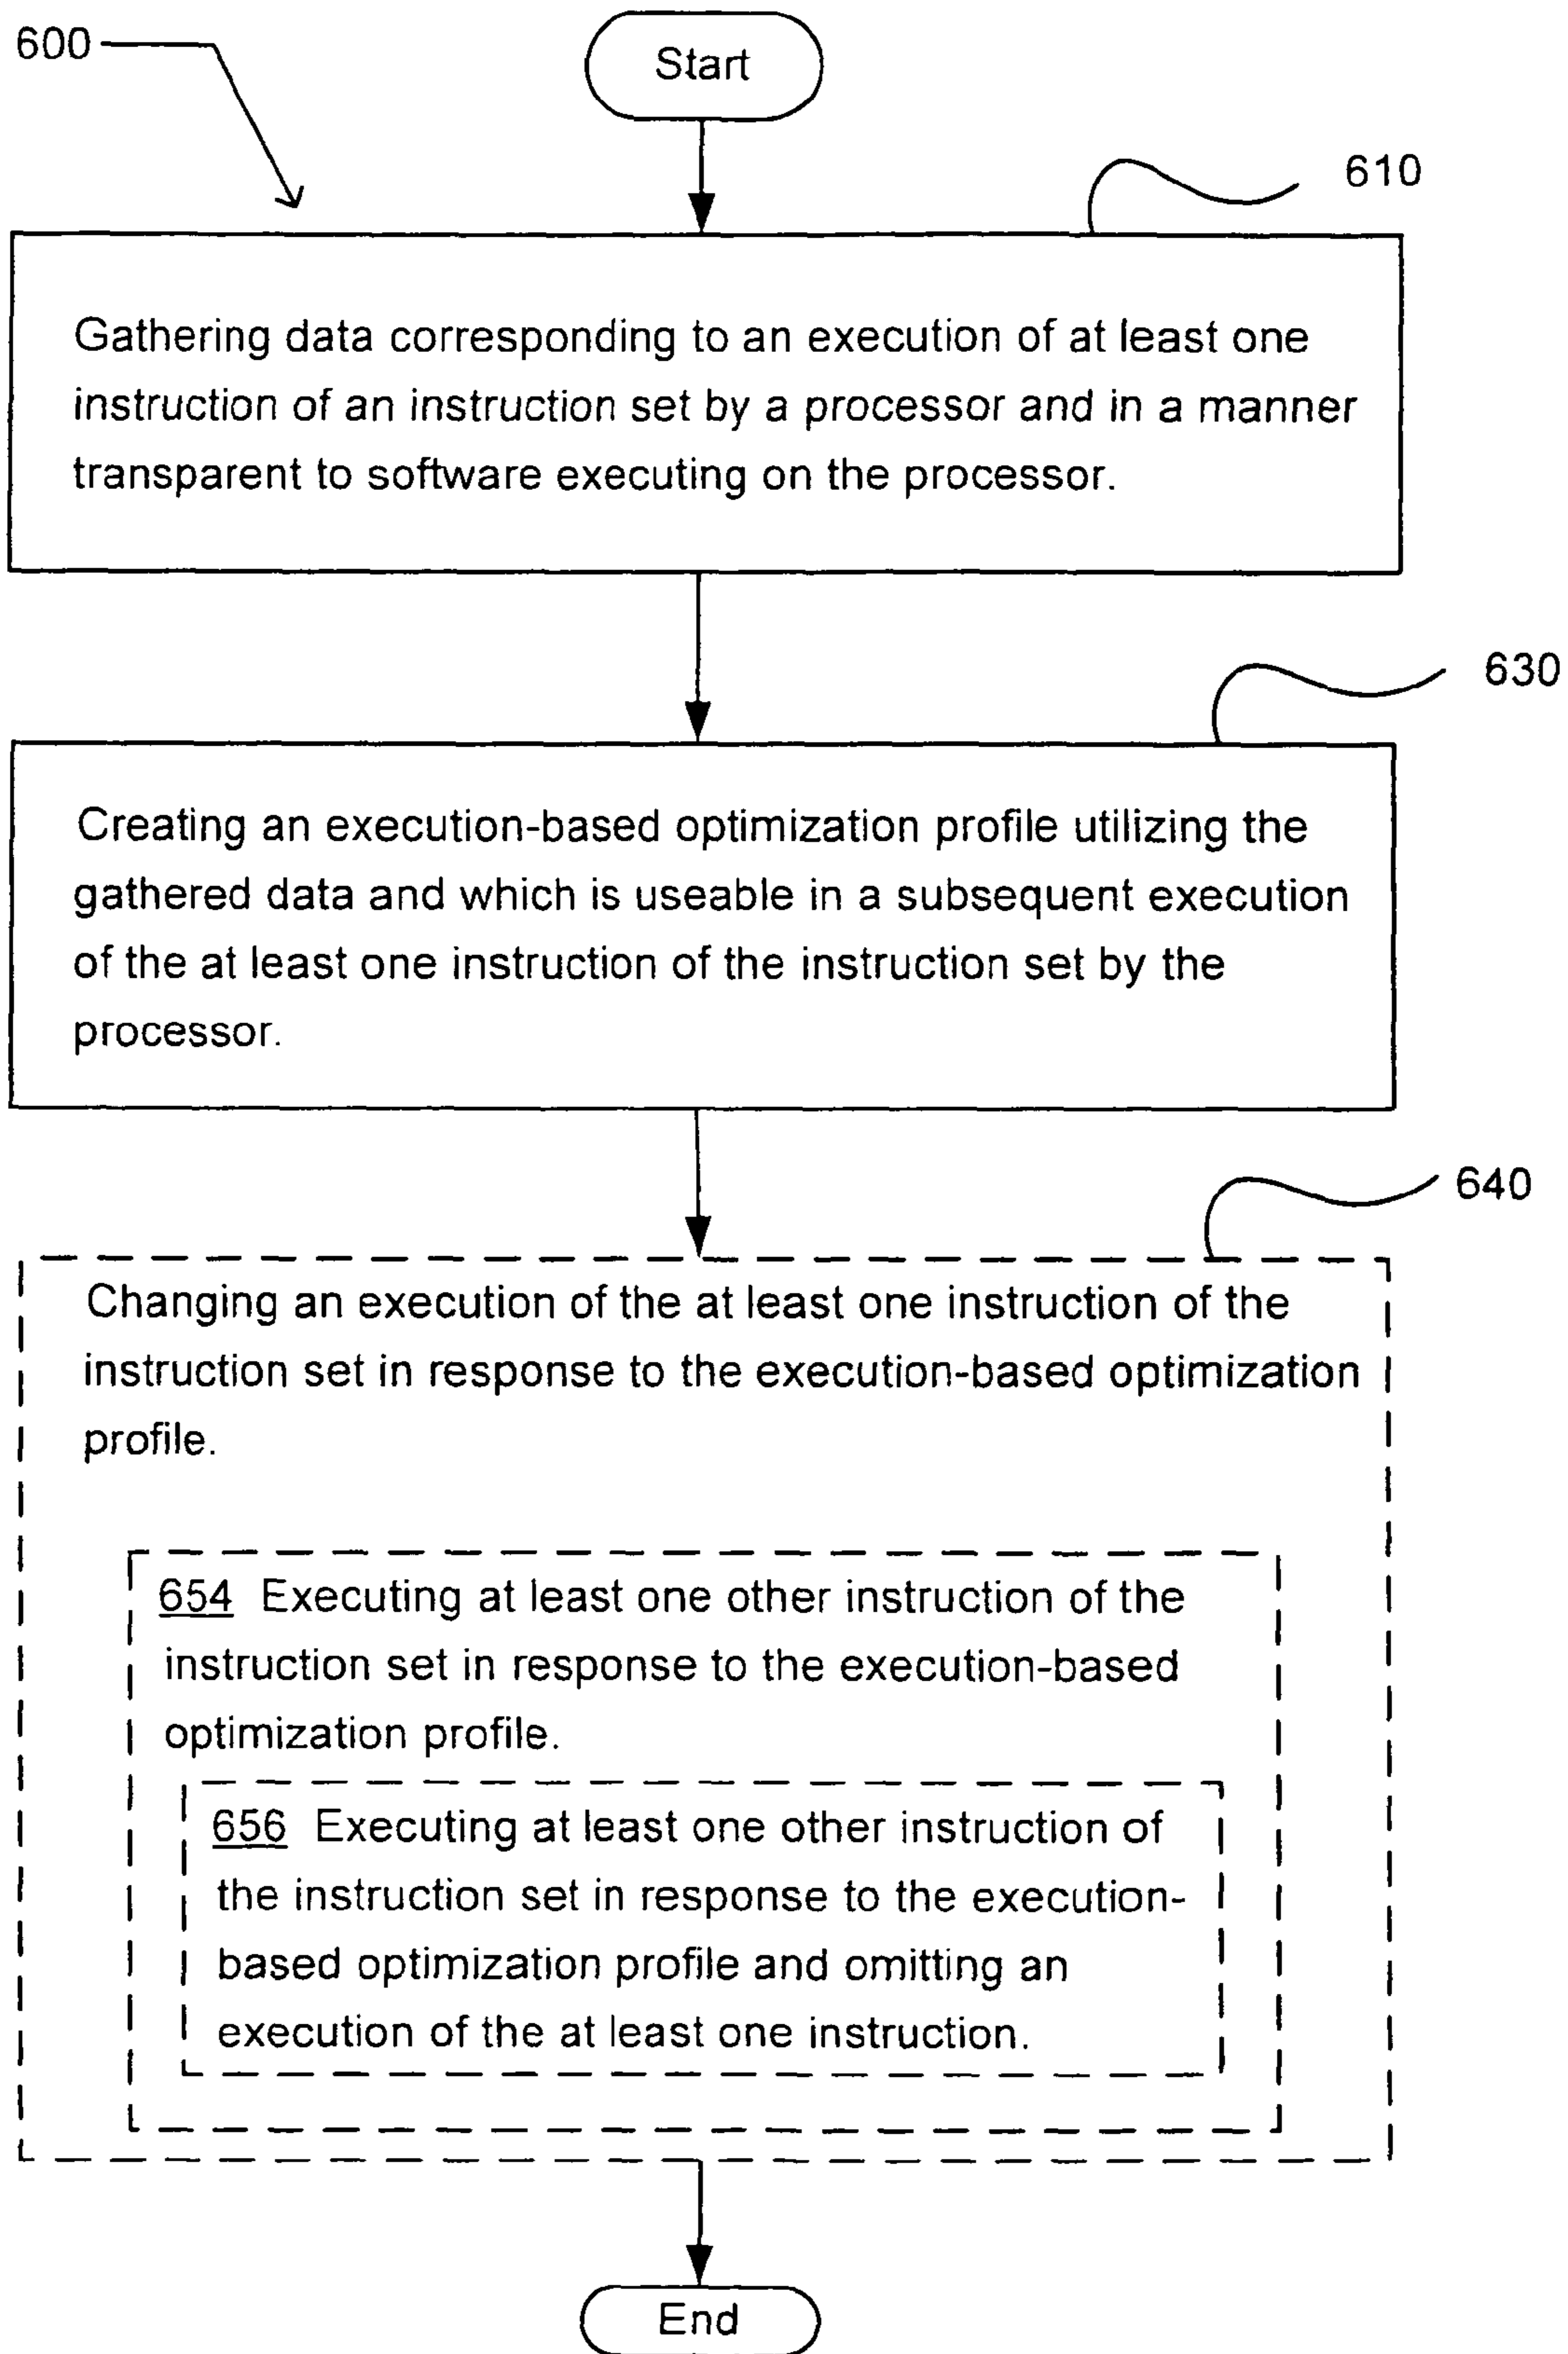 600
Start
610
Gathering data corresponding to an execution of at least one
instruction of an instruction set by a processor and in a manner
transparent to software executing on the processor.
630
Creating an execution-based optimization profile utilizing the
gathered data and which is useable in a subsequent execution
of the at least one instruction of the instruction set by the
processor.
640
Changing an execution of the at least one instruction of the
instruction set in response to the execution-based optimization
profile.
654 Executing at least one other instruction of the
instruction set in response to the execution-based
optimization profile.
656 Executing at least one other instruction of
the instruction set in response to the execution-
based optimization profile and omitting an
execution of the at least one instruction.
End